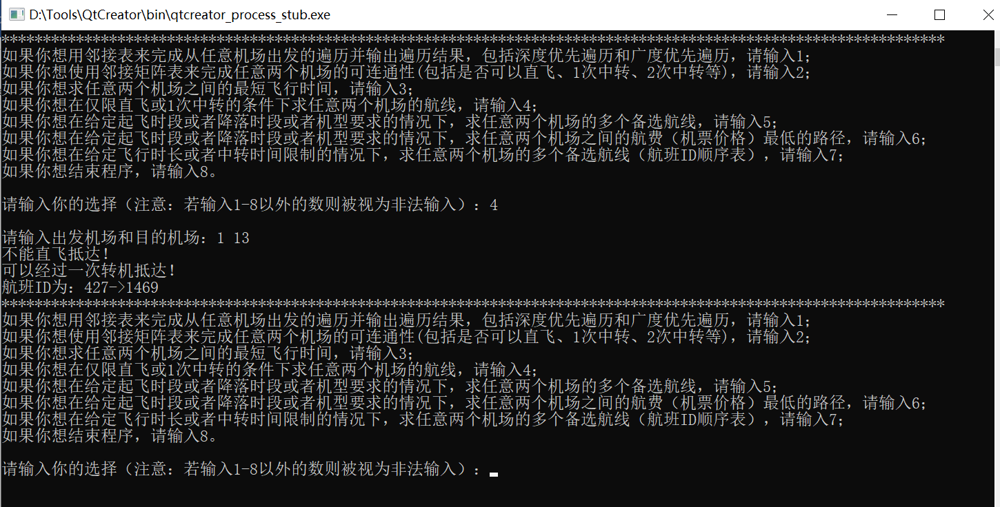 D:\Tools\QtCreator\bin\qtcreator_process_stub.exe
******************************************************************************************************************
如果你想用邻接表来完成从任意机场出发的遍历并输出遍历结果，包括深度优先遍历和广度优先遍历，请输入1；
如果你想使用邻接矩阵表来完成任意两个机场的可连通性(包括是否可以直飞、1次中转、2次中转等)，请输入2；
如果你想求任意两个机场之间的最短飞行时间，请输入3；
如果你想在仅限直飞或1次中转的条件下求任意两个机场的航线，请输入4；
如果你想在给定起飞时段或者降落时段或者机型要求的情况下，求任意两个机场的多个备选航线，请输入5；
如果你想在给定起飞时段或者降落时段或者机型要求的情况下，求任意两个机场之间的航费（机票价格）最低的路径，请输入6；
如果你想在给定飞行时长或者中转时间限制的情况下，求任意两个机场的多个备选航线（航班ID顺序表），请输入7；
如果你想结束程序，请输入8。
请输入你的选择（注意：若输入1-8以外的数则被视为非法输入）：4
请输入出发机场和目的机场：1 13
不能直飞抵达！
可以经过一次转机抵达！
航班ID为：427->1469
******************************************************************************************************************
如果你想用邻接表来完成从任意机场出发的遍历并输出遍历结果，包括深度优先遍历和广度优先遍历，请输入1；
如果你想使用邻接矩阵表来完成任意两个机场的可连通性(包括是否可以直飞、1次中转、2次中转等)，请输入2；
如果你想求任意两个机场之间的最短飞行时间，请输入3；
如果你想在仅限直飞或1次中转的条件下求任意两个机场的航线，请输入4；
如果你想在给定起飞时段或者降落时段或者机型要求的情况下，求任意两个机场的多个备选航线，请输入5；
如果你想在给定起飞时段或者降落时段或者机型要求的情况下，求任意两个机场之间的航费（机票价格）最低的路径，请输入6；
如果你想在给定飞行时长或者中转时间限制的情况下，求任意两个机场的多个备选航线（航班ID顺序表），请输入7；
如果你想结束程序，请输入8。
请输入你的选择（注意：若输入1-8以外的数则被视为非法输入）：